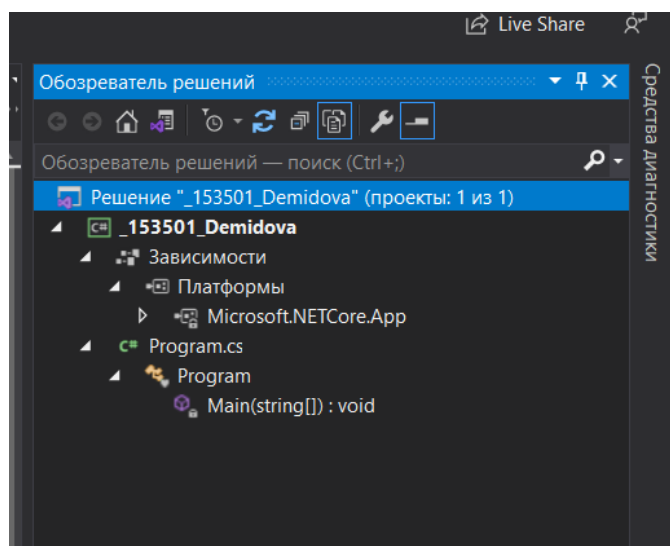 Live Share
Обозреватель решений
Обозреватель решений — поиск (Ctrl+;)
Решение "_153501_Demidova" (проекты: 1 из 1)
C# _153501_Demidova
Зависимости
Платформы
Microsoft.NETCore.App
C# Program.cs
Program
Main(string[]) : void
Средства диагностики